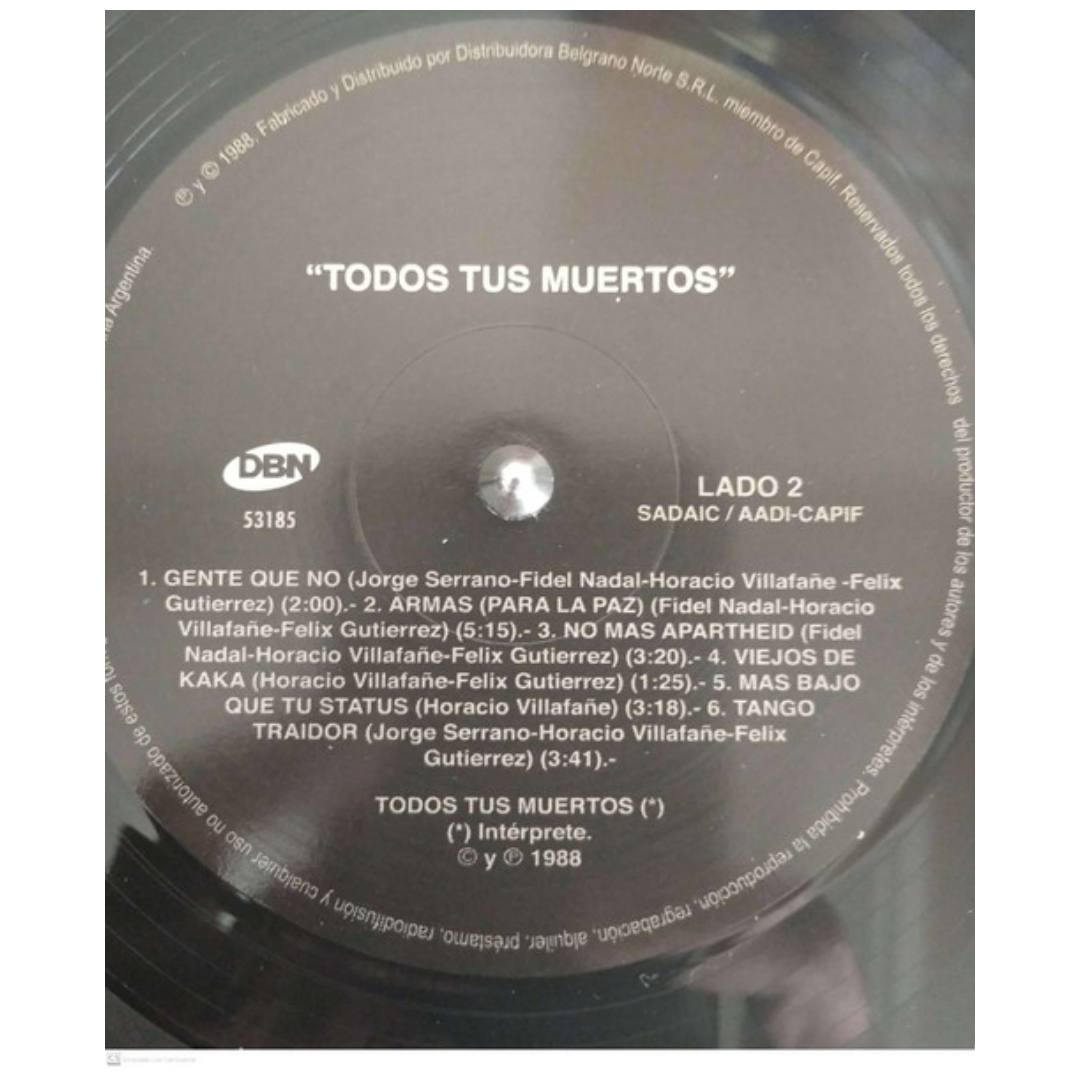 ℗ y © 1988. Fabricado y Distribuido por Distribuidora Belgrano Norte S.R.L. miembro de Capif. Reservados todos los derechos del productor de los autores y de los intérpretes. Prohibida la reproducción, regrabación, alquiler, préstamo, radiodifusión y cualquier uso no autorizado de estos
Argentina.
“TODOS TUS MUERTOS”
DBN
53185
LADO 2
SADAIC / AADI-CAPIF
1. GENTE QUE NO (Jorge Serrano-Fidel Nadal-Horacio Villafañe -Felix
Gutierrez) (2:00).- 2. ARMAS (PARA LA PAZ) (Fidel Nadal-Horacio
Villafañe-Felix Gutierrez) (5:15).- 3. NO MAS APARTHEID (Fidel
Nadal-Horacio Villafañe-Felix Gutierrez) (3:20).- 4. VIEJOS DE
KAKA (Horacio Villafañe-Felix Gutierrez) (1:25).- 5. MAS BAJO
QUE TU STATUS (Horacio Villafañe) (3:18).- 6. TANGO
TRAIDOR (Jorge Serrano-Horacio Villafañe-Felix
Gutierrez) (3:41).-
TODOS TUS MUERTOS (*)
(*) Intérprete.
© y ℗ 1988
CS